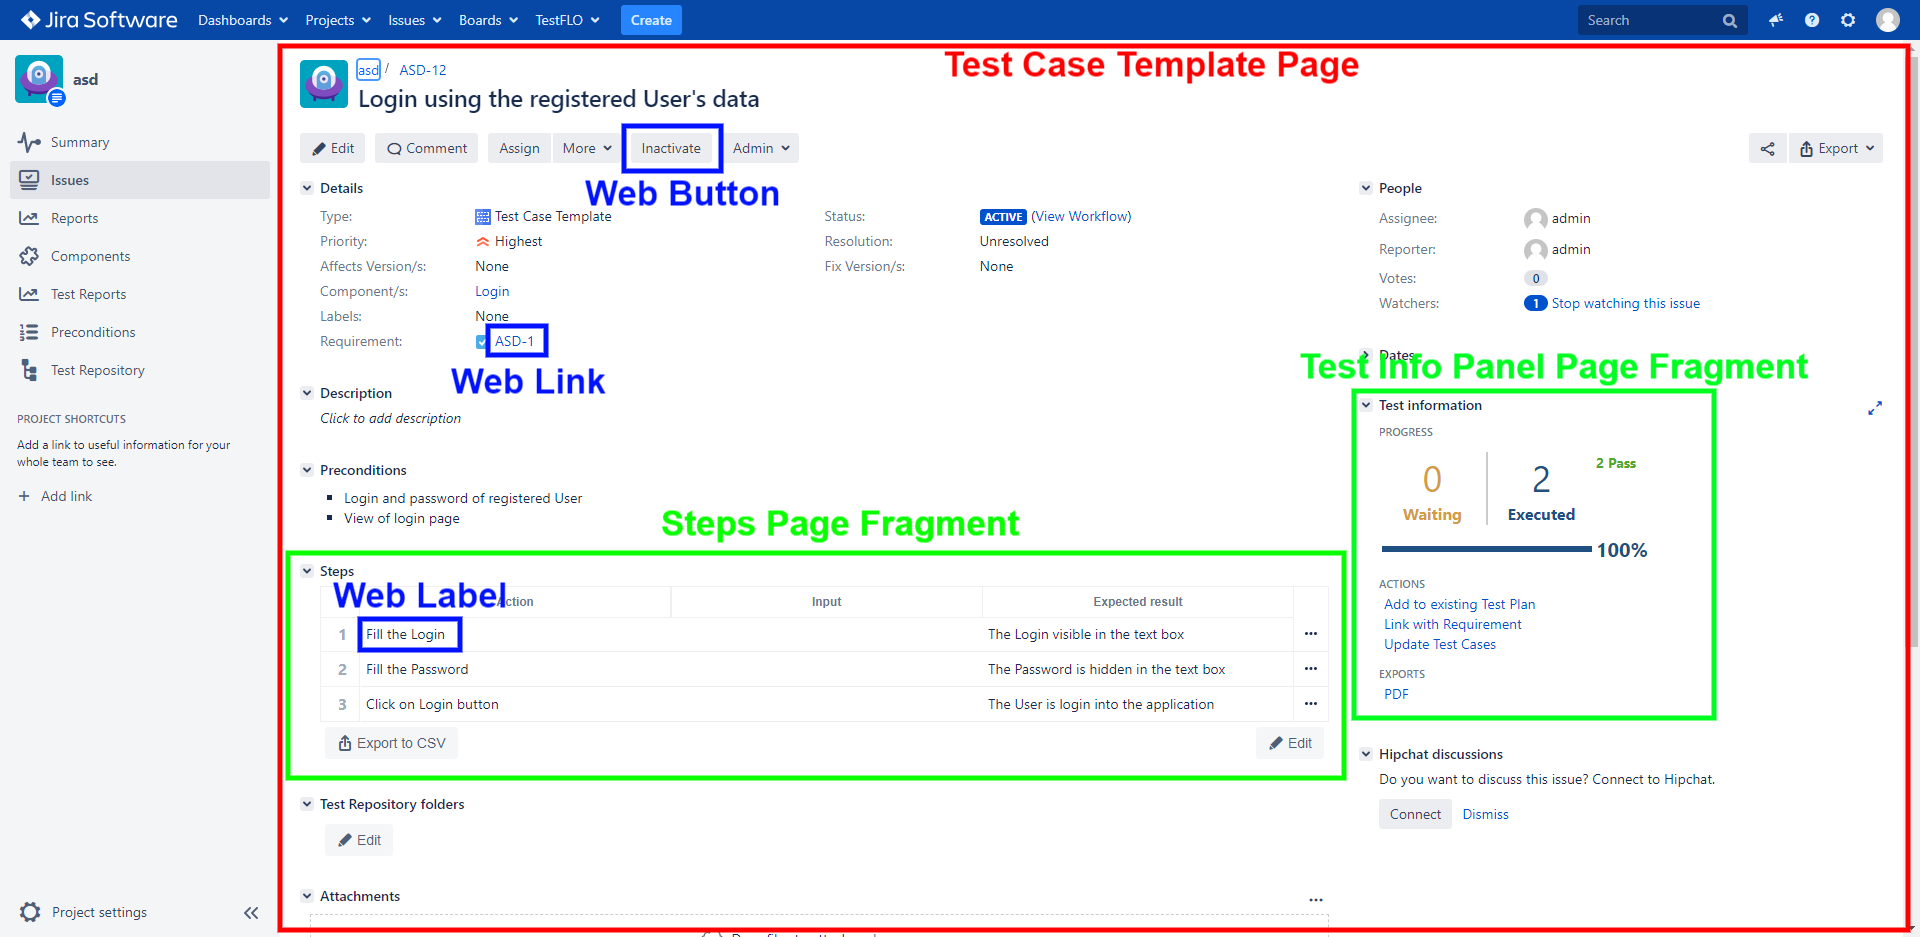 Jira Software Dashboards Projects Issues Boards TestFLO Create Search
asd
Summary
Issues
Reports
Components
Test Reports
Preconditions
Test Repository
PROJECT SHORTCUTS
Add a link to useful information for your
whole team to see.
+ Add link
Project settings
Test Case Template Page
asd / ASD-12
Login using the registered User's data
Edit Comment Assign More Inactivate Admin Export
Web Button
Details
Type: Test Case Template Status: ACTIVE (View Workflow)
Priority: Highest Resolution: Unresolved
Affects Version/s: None Fix Version/s: None
Component/s: Login
Labels: None
Requirement: ASD-1
Web Link
Description
Click to add description
Preconditions
Login and password of registered User
View of login page
Steps Page Fragment
Steps
Web Label
Action Input Expected result
1 Fill the Login The Login visible in the text box
2 Fill the Password The Password is hidden in the text box
3 Click on Login button The User is login into the application
Export to CSV Edit
Test Repository folders
Edit
Attachments
People
Assignee: admin
Reporter: admin
Votes: 0
Watchers: 1 Stop watching this issue
Dates
Test Info Panel Page Fragment
Test information
PROGRESS
0 2 2 Pass
Waiting Executed
100%
ACTIONS
Add to existing Test Plan
Link with Requirement
Update Test Cases
EXPORTS
PDF
Hipchat discussions
Do you want to discuss this issue? Connect to Hipchat.
Connect Dismiss